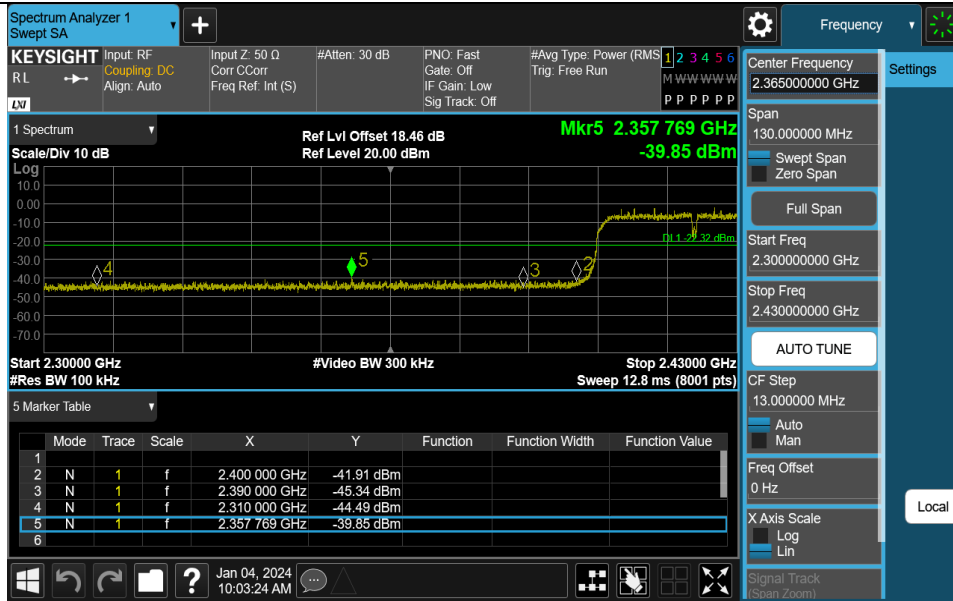 Spectrum Analyzer 1
Swept SA
+
Frequency
KEYSIGHT
RL
LXI
Input: RF
Coupling: DC
Align: Auto
Input Z: 50 Ω
Corr CCorr
Freq Ref: Int (S)
#Atten: 30 dB
PNO: Fast
Gate: Off
IF Gain: Low
Sig Track: Off
#Avg Type: Power (RMS
Trig: Free Run
1 2 3 4 5 6
M W W W W W
P P P P P P
1 Spectrum
Scale/Div 10 dB
Ref Lvl Offset 18.46 dB
Ref Level 20.00 dBm
Mkr5 2.357 769 GHz
-39.85 dBm
Log
10.0
0.00
-10.0
-20.0
-30.0
-40.0
-50.0
-60.0
-70.0
DL1 -22.32 dBm
4
5
3
2
Start 2.30000 GHz
#Res BW 100 kHz
#Video BW 300 kHz
Stop 2.43000 GHz
Sweep 12.8 ms (8001 pts)
5 Marker Table
Mode Trace Scale X Y Function Function Width Function Value
1
2 N 1 f 2.400 000 GHz -41.91 dBm
3 N 1 f 2.390 000 GHz -45.34 dBm
4 N 1 f 2.310 000 GHz -44.49 dBm
5 N 1 f 2.357 769 GHz -39.85 dBm
6
?
Jan 04, 2024
10:03:24 AM
Center Frequency
2.365000000 GHz
Span
130.000000 MHz
Swept Span
Zero Span
Full Span
Start Freq
2.300000000 GHz
Stop Freq
2.430000000 GHz
AUTO TUNE
CF Step
13.000000 MHz
Auto
Man
Freq Offset
0 Hz
X Axis Scale
Log
Lin
Signal Track
(Span Zoom)
Settings
Local